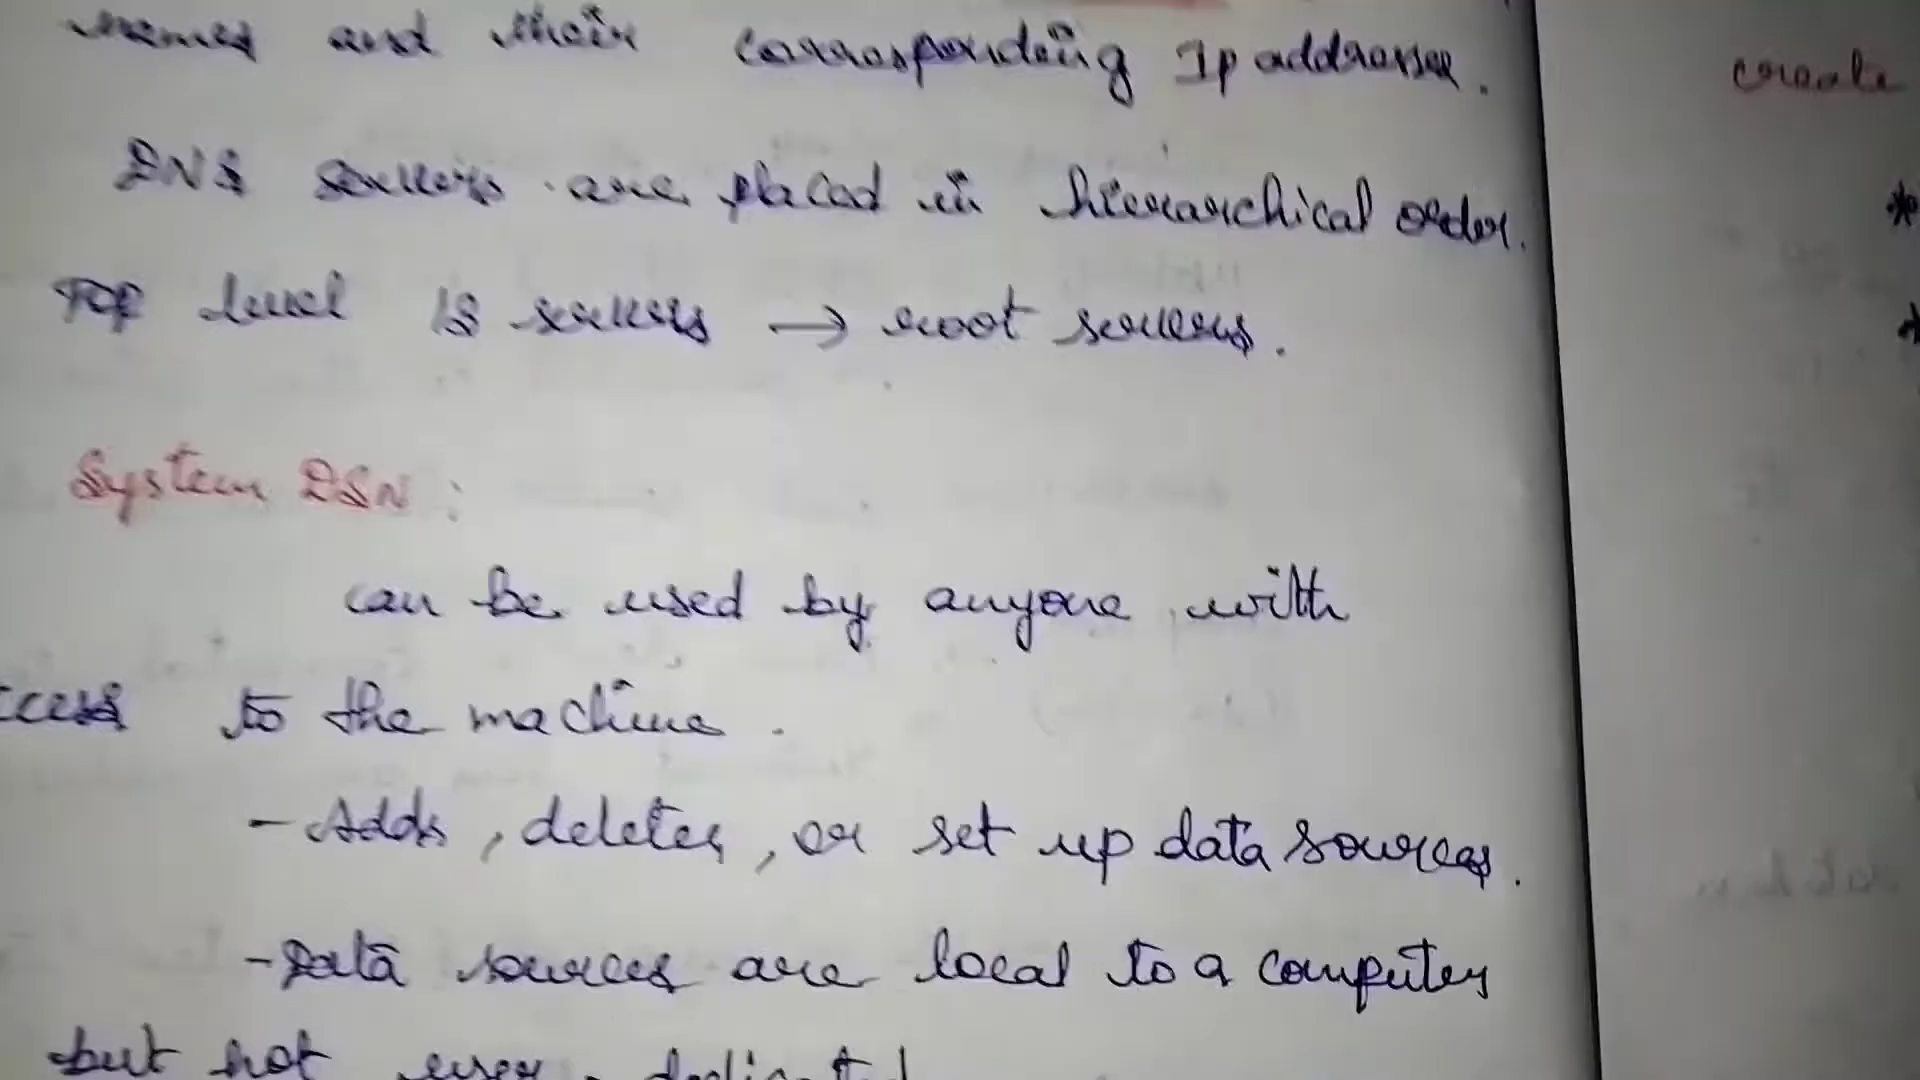 names and their corresponding Ip addresses.
DNS servers are placed in hierarchical order.
TOP level is servers → root servers.
System DSN :
can be used by anyone with
ccess to the machine.
- Adds, deletes, or set up data sources.
- Data sources are local to a computer
but not user - dedicated
create
*
*